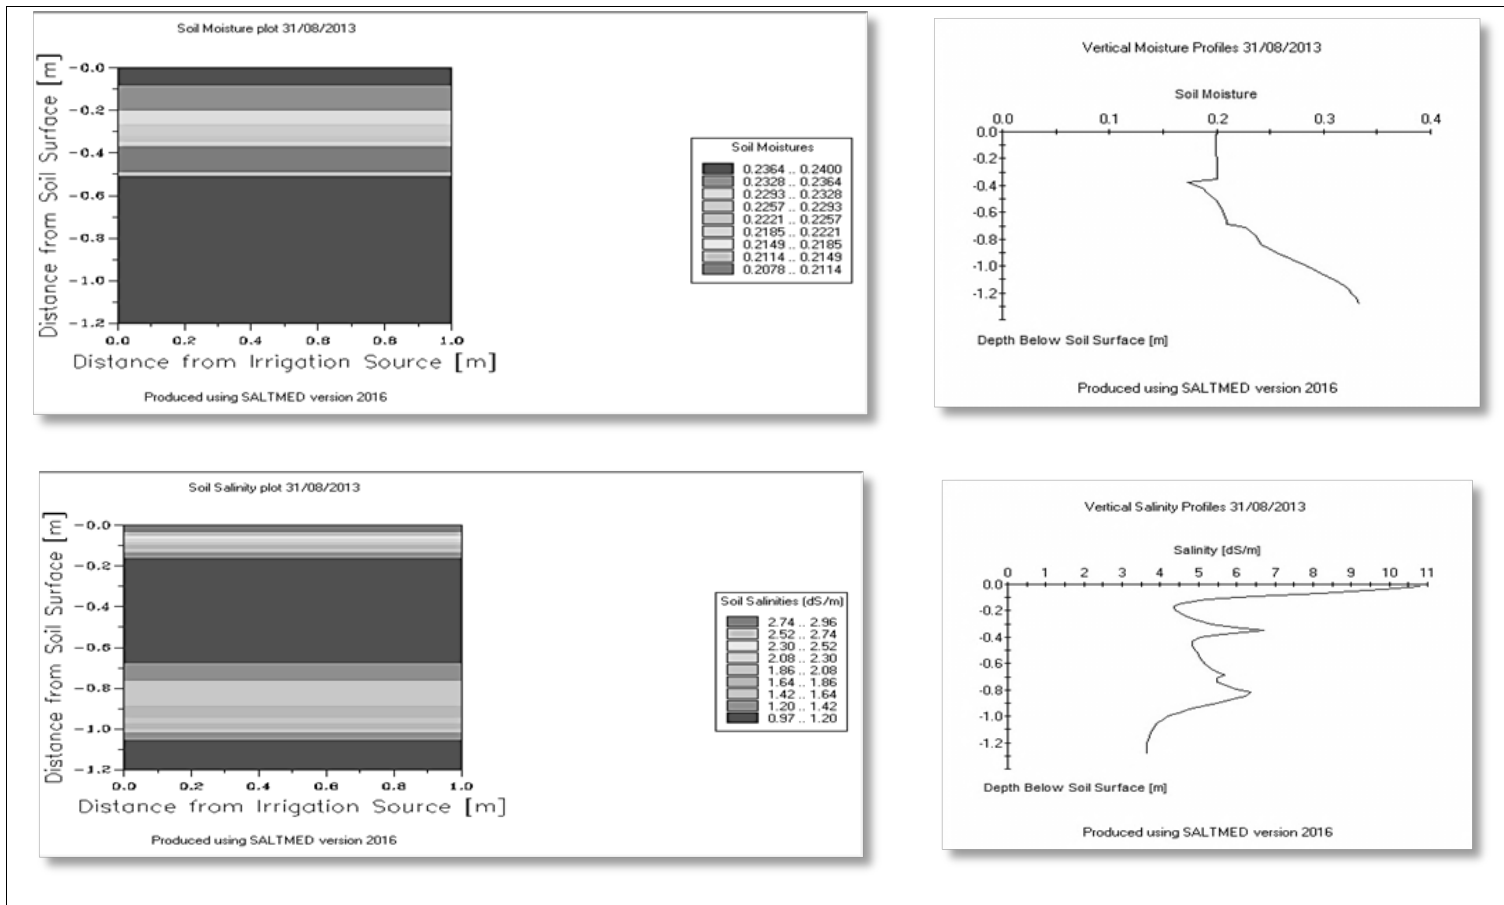 Soil Moisture plot 31/08/2013
Distance from Soil Surface [m]
-0.0
-0.2
-0.4
-0.6
-0.8
-1.0
-1.2
0.0 0.2 0.4 0.6 0.8 1.0
Distance from Irrigation Source [m]
Soil Moistures
0.2364 .. 0.2400
0.2328 .. 0.2364
0.2293 .. 0.2328
0.2257 .. 0.2293
0.2221 .. 0.2257
0.2185 .. 0.2221
0.2149 .. 0.2185
0.2114 .. 0.2149
0.2078 .. 0.2114
Produced using SALTMED version 2016
Vertical Moisture Profiles 31/08/2013
Soil Moisture
0.0 0.1 0.2 0.3 0.4
0.0
-0.2
-0.4
-0.6
-0.8
-1.0
-1.2
Depth Below Soil Surface [m]
Produced using SALTMED version 2016
Soil Salinity plot 31/08/2013
Distance from Soil Surface [m]
-0.0
-0.2
-0.4
-0.6
-0.8
-1.0
-1.2
0.0 0.2 0.4 0.6 0.8 1.0
Distance from Irrigation Source [m]
Soil Salinities (dS/m)
2.74 .. 2.96
2.52 .. 2.74
2.30 .. 2.52
2.08 .. 2.30
1.86 .. 2.08
1.64 .. 1.86
1.42 .. 1.64
1.20 .. 1.42
0.97 .. 1.20
Produced using SALTMED version 2016
Vertical Salinity Profiles 31/08/2013
Salinity [dS/m]
0 1 2 3 4 5 6 7 8 9 10 11
0.0
-0.2
-0.4
-0.6
-0.8
-1.0
-1.2
Depth Below Soil Surface [m]
Produced using SALTMED version 2016